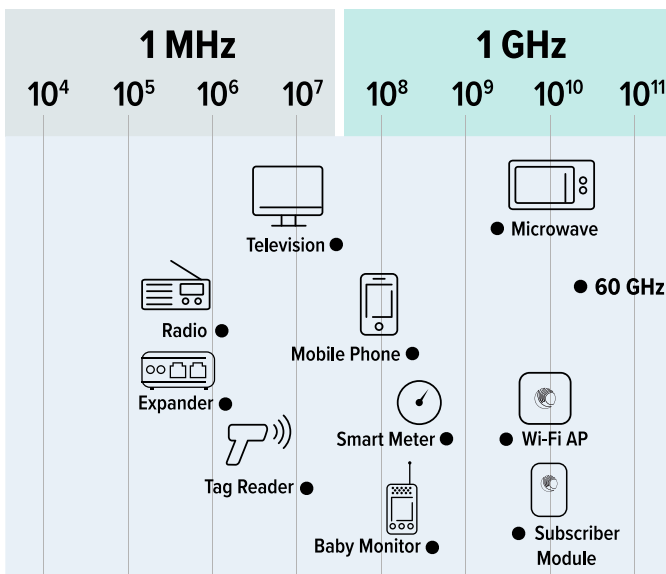 1 MHz 1 GHz
10⁴ 10⁵ 10⁶ 10⁷ 10⁸ 10⁹ 10¹⁰ 10¹¹
Microwave
Television
60 GHz
Radio
Mobile Phone
Expander
Smart Meter
Wi-Fi AP
Tag Reader
Baby Monitor
Subscriber
Module